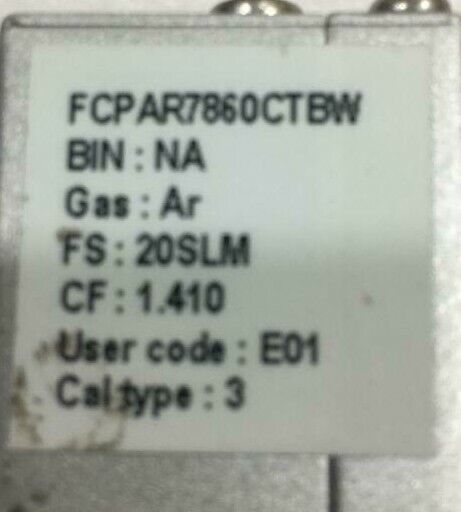 FCPAR7860CTBW
BIN : NA
Gas : Ar
FS : 20SLM
CF : 1.410
User code : E01
Cal type : 3